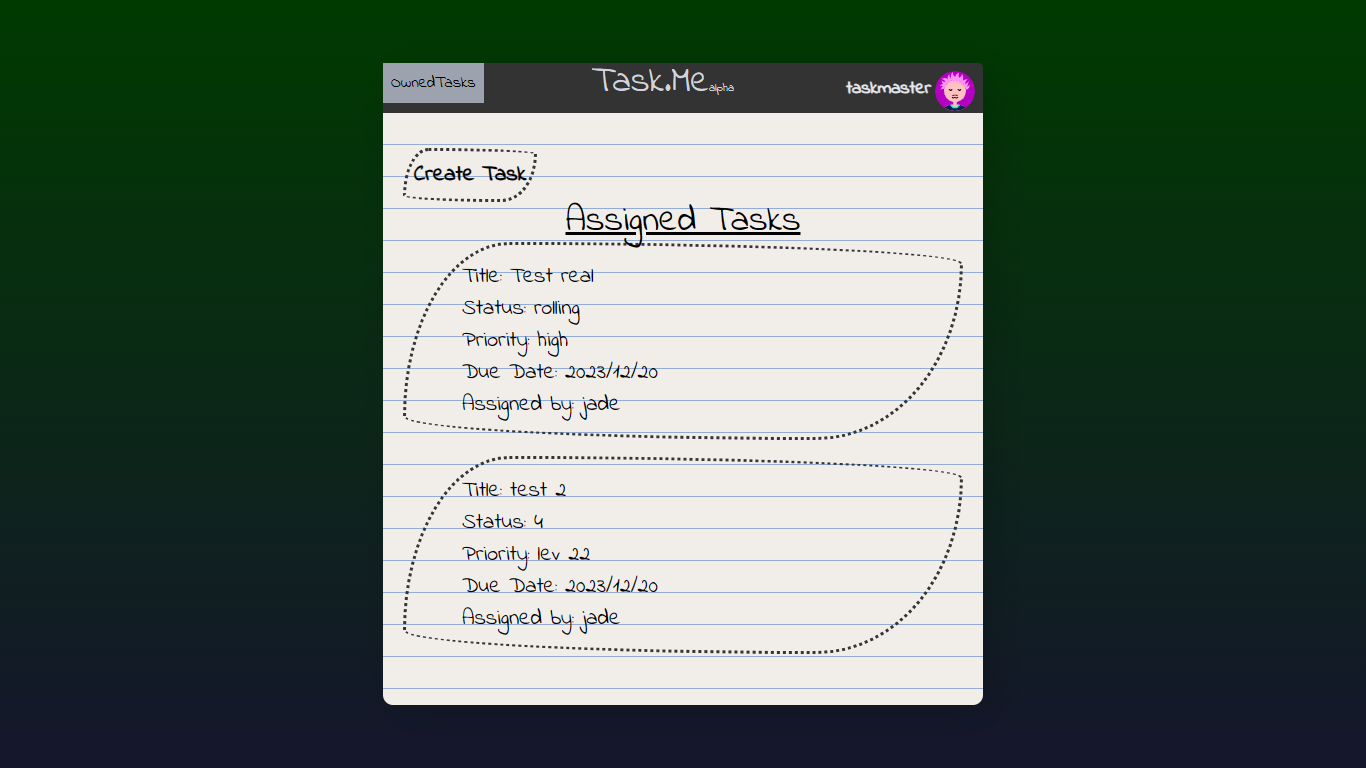 OwnedTasks
Task.Me alpha
taskmaster
Create Task
Assigned Tasks
Title: Test real
Status: rolling
Priority: high
Due Date: 2023/12/20
Assigned by: jade
Title: test 2
Status: 4
Priority: lev 22
Due Date: 2023/12/20
Assigned by: jade